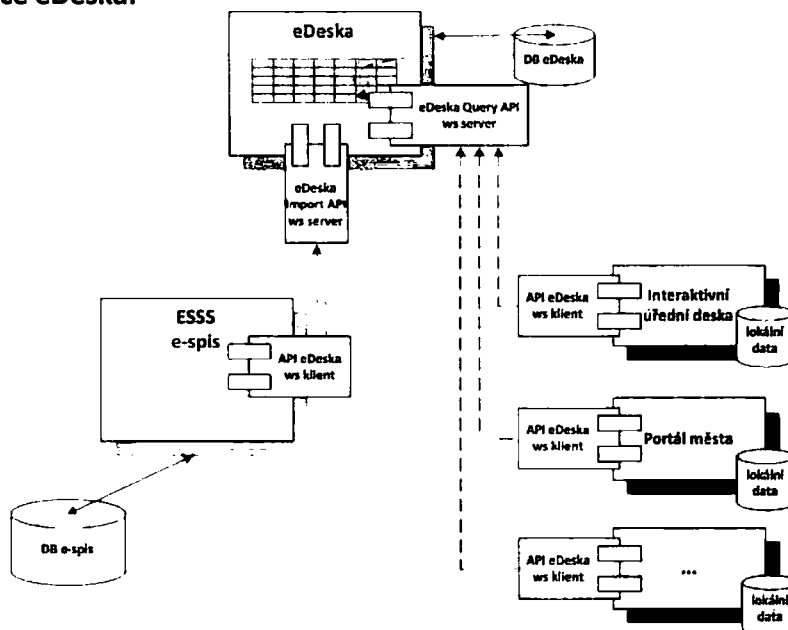 eDeska:
eDeska
DB eDeska
eDeska Query API
ws server
eDeska
Import API
ws server
API eDeska
ws klient
Interaktivní
úřední deska
lokální
data
ESSS
e-spis
API eDeska
ws klient
API eDeska
ws klient
Portál města
lokální
data
DB e-spis
API eDeska
ws klient
...
lokální
data